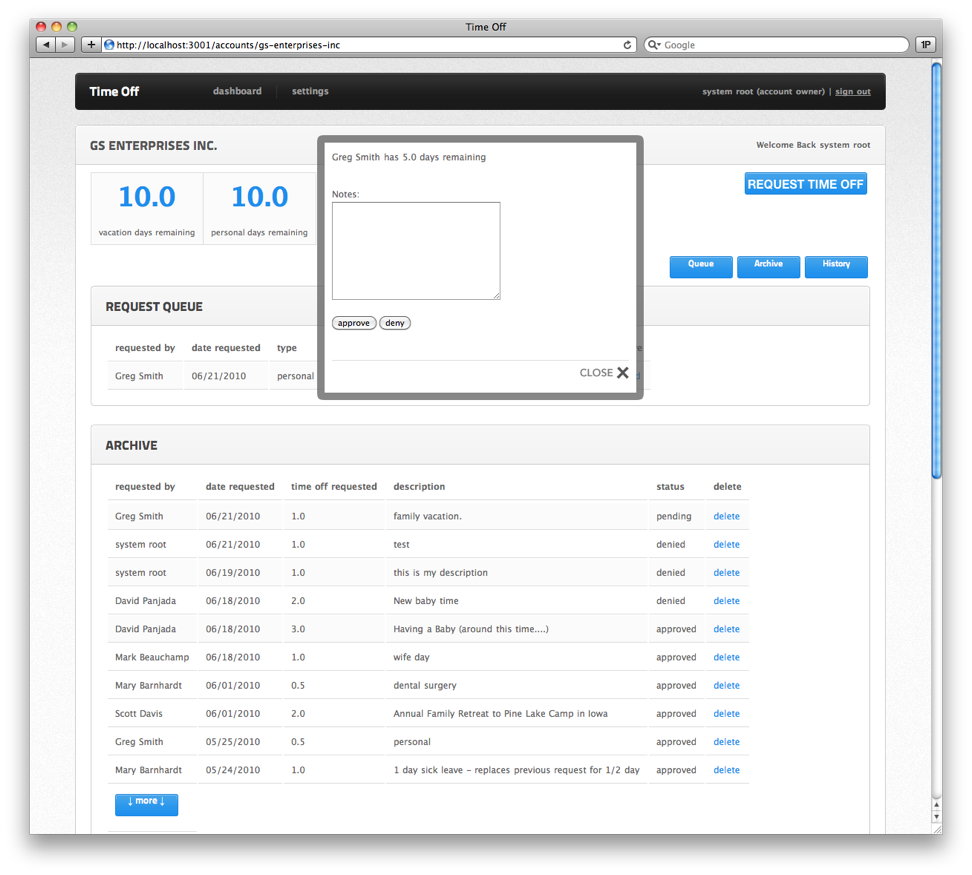 Time Off
+ http://localhost:3001/accounts/gs-enterprises-inc Google 1P
Time Off dashboard settings system root (account owner) | sign out
GS ENTERPRISES INC. Welcome Back system root
Greg Smith has 5.0 days remaining
Notes:
approve deny
CLOSE
10.0 10.0 REQUEST TIME OFF
vacation days remaining personal days remaining
Queue Archive History
REQUEST QUEUE
requested by date requested type
Greg Smith 06/21/2010 personal
ARCHIVE
requested by date requested time off requested description status delete
Greg Smith 06/21/2010 1.0 family vacation. pending delete
system root 06/21/2010 1.0 test denied delete
system root 06/19/2010 1.0 this is my description denied delete
David Panjada 06/18/2010 2.0 New baby time denied delete
David Panjada 06/18/2010 3.0 Having a Baby (around this time....) approved delete
Mark Beauchamp 06/18/2010 1.0 wife day approved delete
Mary Barnhardt 06/01/2010 0.5 dental surgery approved delete
Scott Davis 06/01/2010 2.0 Annual Family Retreat to Pine Lake Camp in Iowa approved delete
Greg Smith 05/25/2010 0.5 personal approved delete
Mary Barnhardt 05/24/2010 1.0 1 day sick leave - replaces previous request for 1/2 day approved delete
↓ more ↓